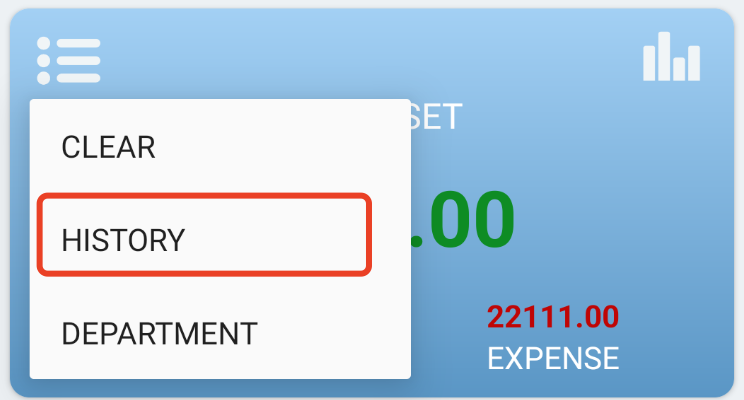 SET
CLEAR
HISTORY
.00
DEPARTMENT
22111.00
EXPENSE